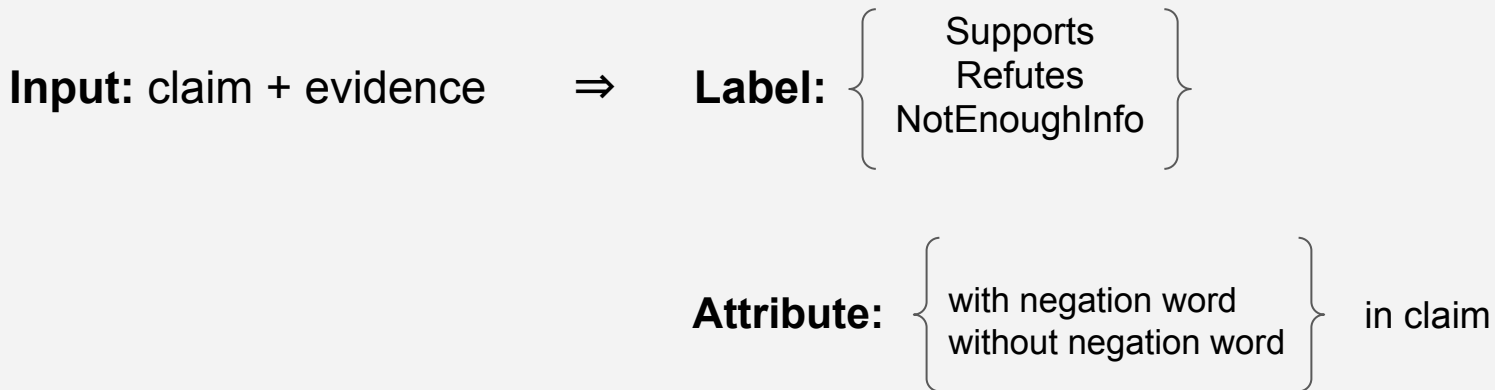 Supports
Input: claim + evidence ⇒ Label: Refutes
NotEnoughInfo
with negation word
Attribute: in claim
without negation word